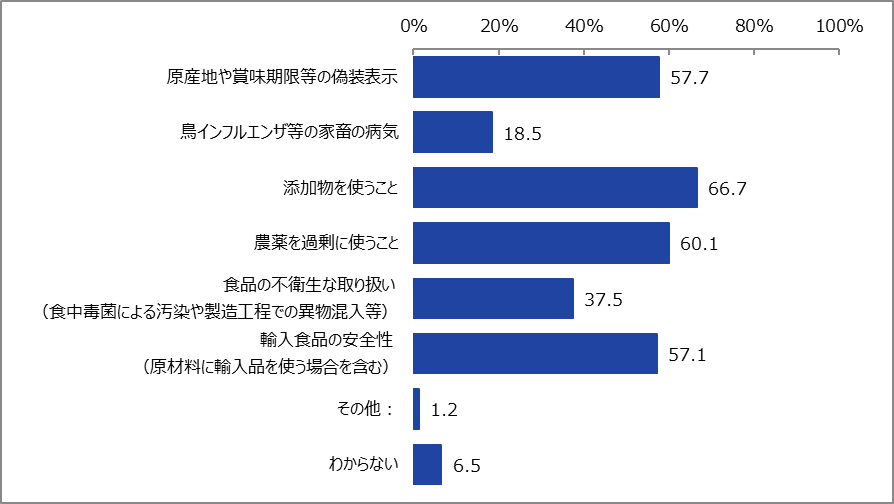 0% 20% 40% 60% 80% 100%
原産地や賞味期限等の偽装表示 57.7
鳥インフルエンザ等の家畜の病気 18.5
添加物を使うこと 66.7
農薬を過剰に使うこと 60.1
食品の不衛生な取り扱い
（食中毒菌による汚染や製造工程での異物混入等） 37.5
輸入食品の安全性
（原材料に輸入品を使う場合を含む） 57.1
その他： 1.2
わからない 6.5